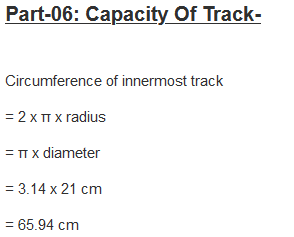 Part-06: Capacity Of Track-
Circumference of innermost track
= 2 x π x radius
= π x diameter
= 3.14 x 21 cm
= 65.94 cm